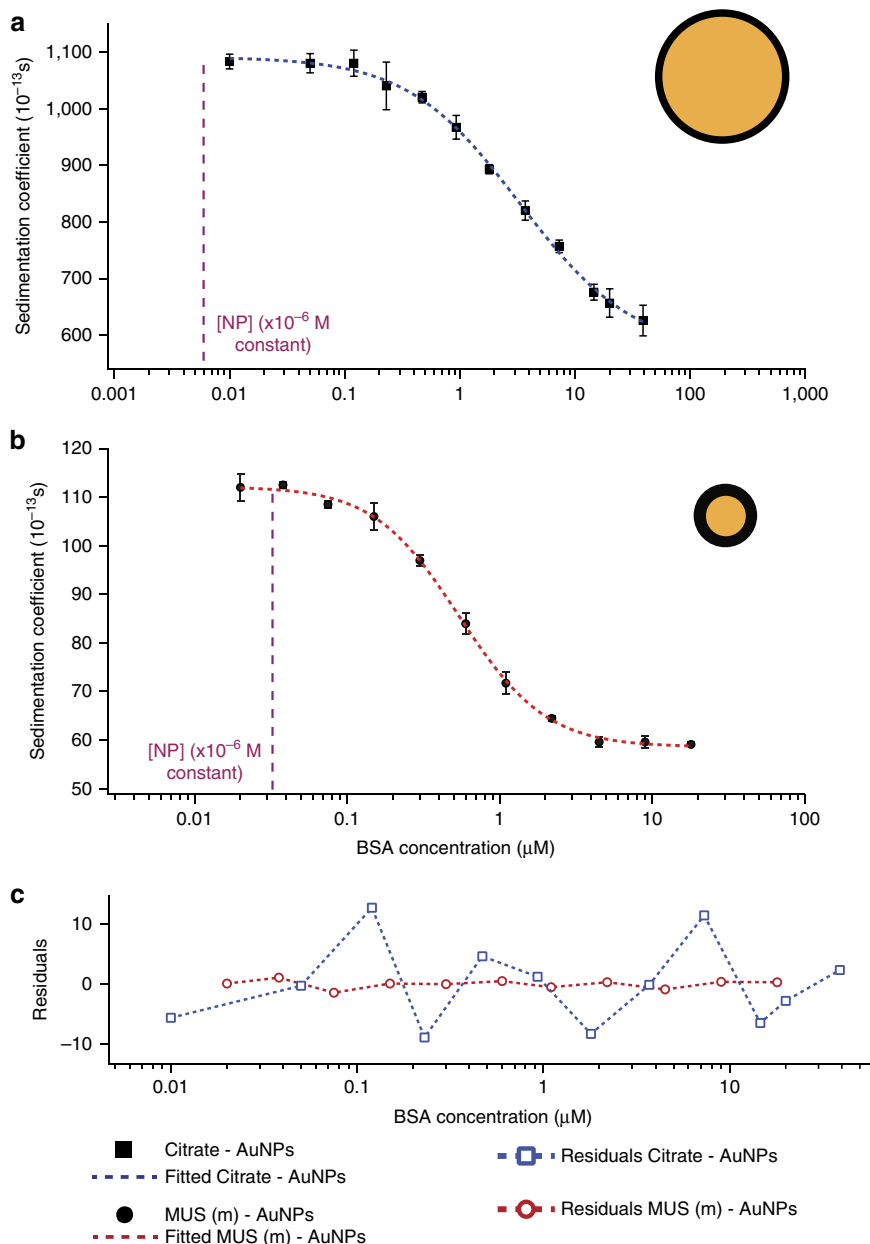 a
1,100
1,000
900
800
700
600
Sedimentation coefficient (10⁻¹³s)
[NP] (x10⁻⁶ M
constant)
0.001
0.01
0.1
1
10
100
1,000
b
120
110
100
90
80
70
60
50
Sedimentation coefficient (10⁻¹³s)
[NP] (x10⁻⁶ M
constant)
0.01
0.1
1
10
100
BSA concentration (μM)
c
10
0
−10
Residuals
0.01
0.1
1
10
BSA concentration (μM)
Citrate - AuNPs
Fitted Citrate - AuNPs
MUS (m) - AuNPs
Fitted MUS (m) - AuNPs
Residuals Citrate - AuNPs
Residuals MUS (m) - AuNPs